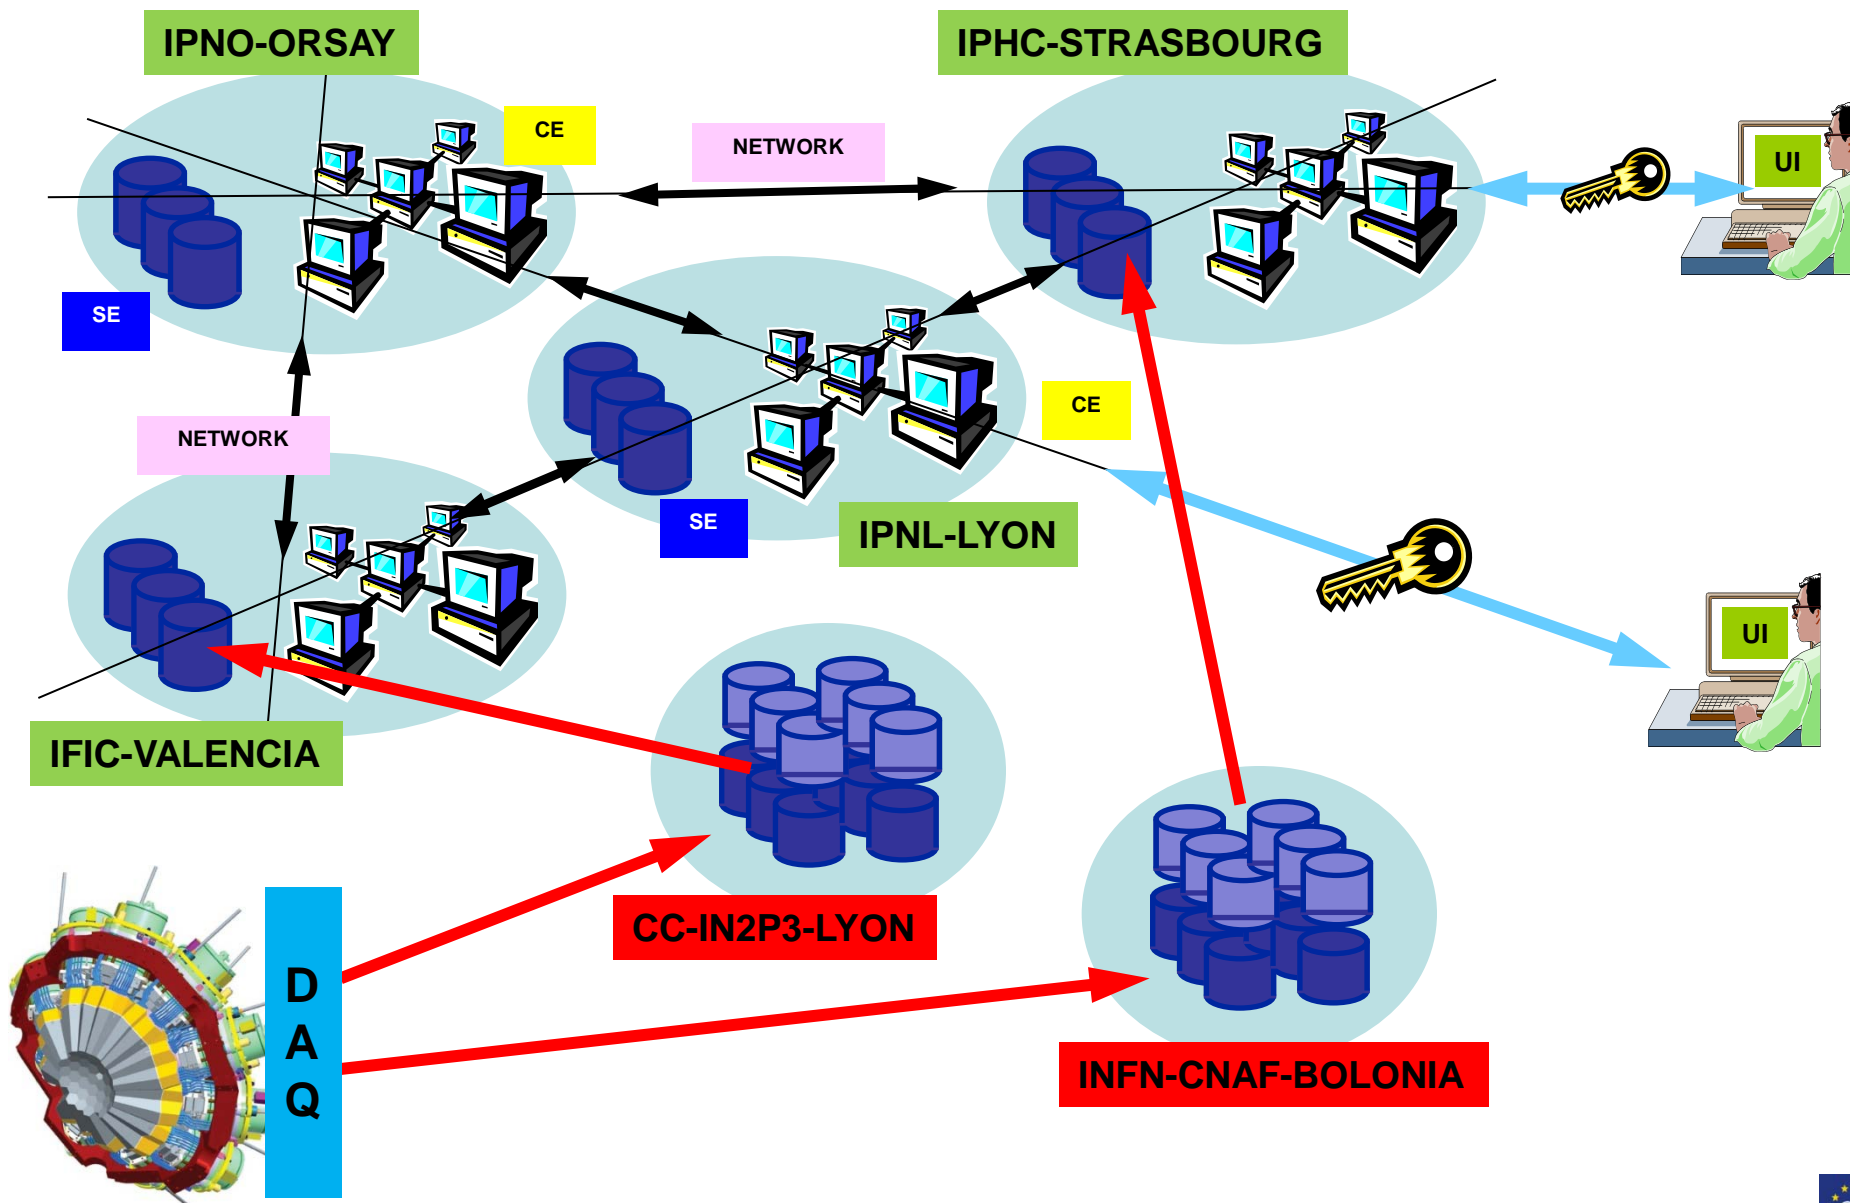 IPNO-ORSAY
IPHC-STRASBOURG
CE
NETWORK
UI
SE
CE
NETWORK
SE
IPNL-LYON
UI
IFIC-VALENCIA
CC-IN2P3-LYON
D
A
Q
INFN-CNAF-BOLONIA